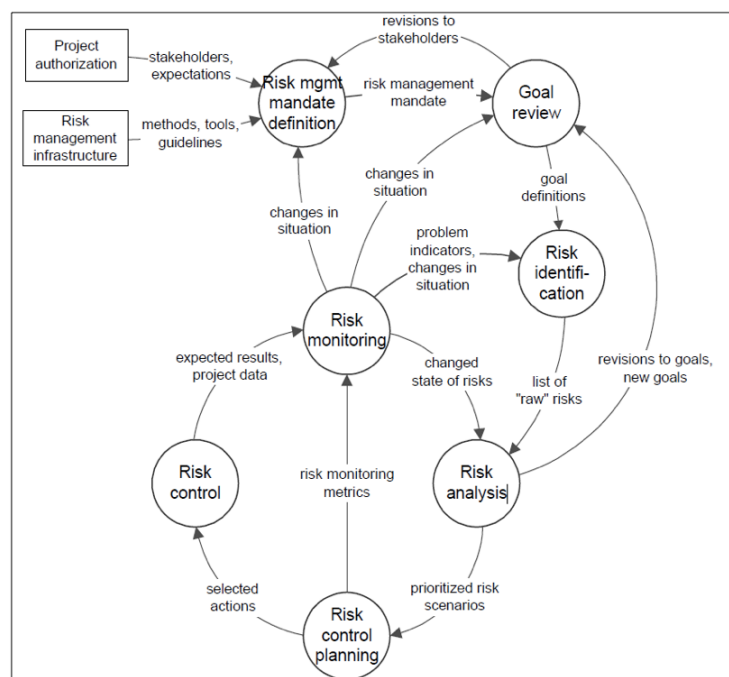 Project
authorization
revisions to
stakeholders
stakeholders,
expectations
Risk mgmt
mandate
definition
risk management
mandate
Goal
review
Risk
management
infrastructure
methods, tools,
guidelines
changes in
situation
changes in
situation
goal
definitions
problem
indicators,
changes in
situation
Risk
identifi-
cation
Risk
monitoring
expected results,
project data
changed
state of risks
list of
"raw" risks
revisions to goals,
new goals
Risk
control
risk monitoring
metrics
Risk
analysis
selected
actions
prioritized risk
scenarios
Risk
control
planning